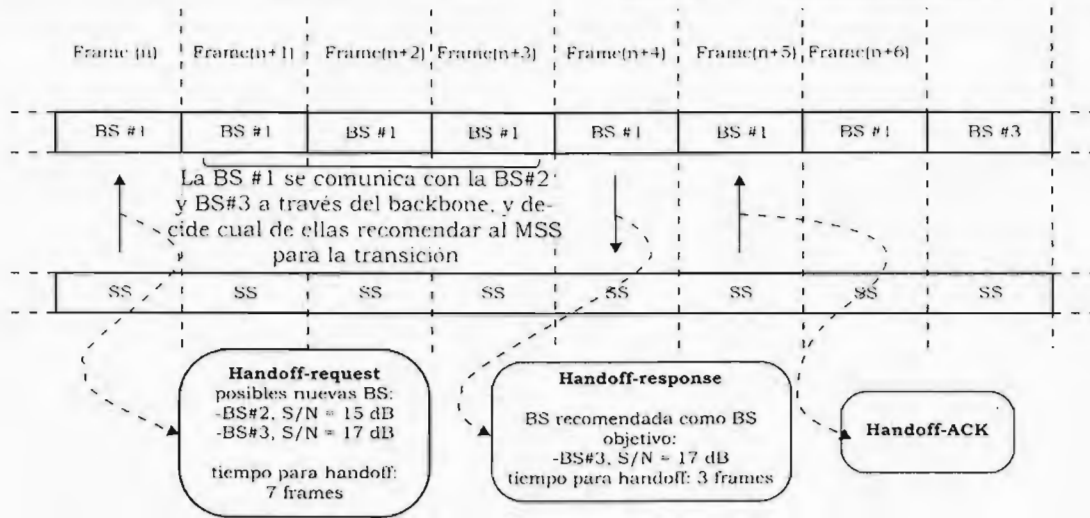 Frame (n) Frame(n+1) Frame(n+2) Frame(n+3) Frame(n+4) Frame(n+5) Frame(n+6)
BS #1 BS #1 BS #1 BS #1 BS #1 BS #1 BS #1 BS #3
La BS #1 se comunica con la BS#2
y BS#3 a través del backbone, y de-
cide cual de ellas recomendar al MSS
para la transición
SS SS SS SS SS SS SS SS
Handoff-request
posibles nuevas BS:
-BS#2, S/N = 15 dB
-BS#3, S/N = 17 dB
tiempo para handoff:
7 frames
Handoff-response
BS recomendada como BS
objetivo:
-BS#3, S/N = 17 dB
tiempo para handoff: 3 frames
Handoff-ACK